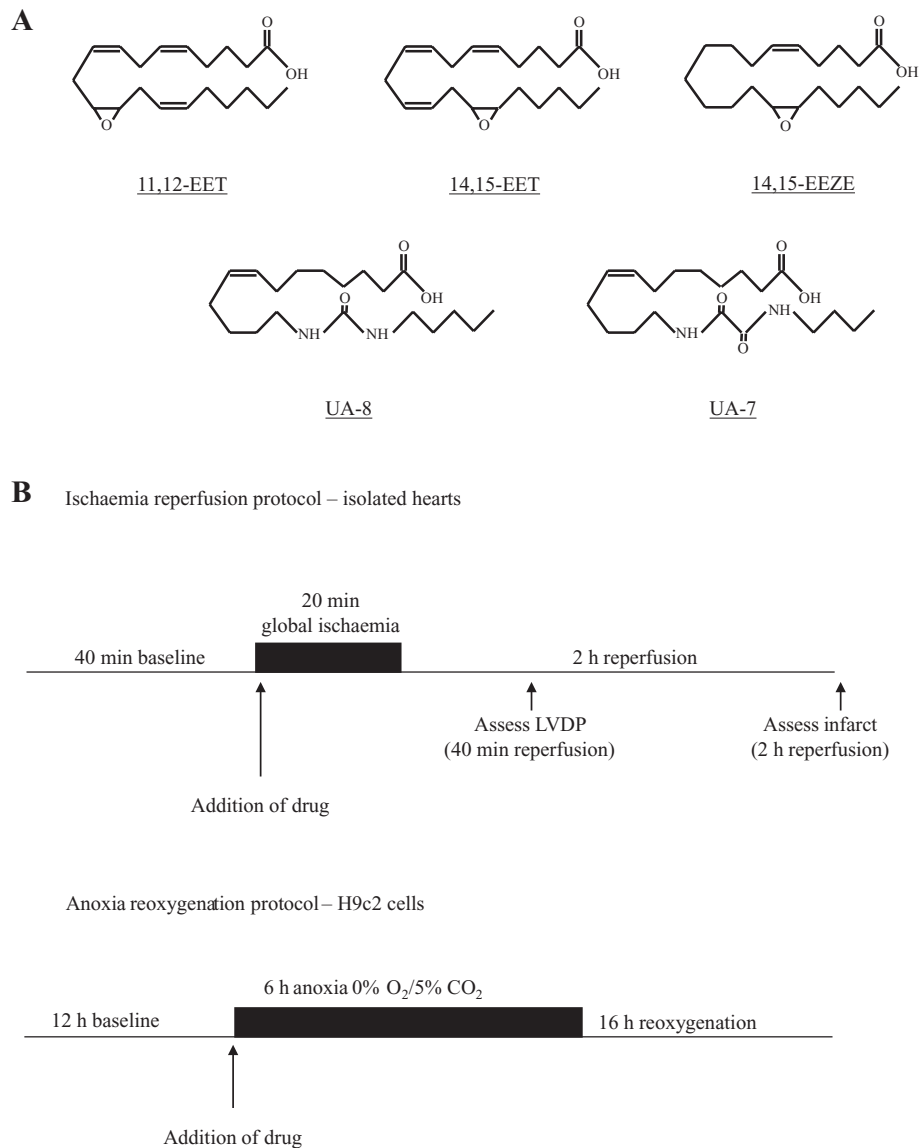 A
O
OH
O
11,12-EET
O
OH
O
14,15-EET
O
OH
O
14,15-EEZE
O
OH
O
NH
NH
UA-8
O
OH
O
NH
NH
O
UA-7
B
Ischaemia reperfusion protocol – isolated hearts
20 min
global ischaemia
40 min baseline
2 h reperfusion
Assess LVDP
(40 min reperfusion)
Assess infarct
(2 h reperfusion)
Addition of drug
Anoxia reoxygenation protocol – H9c2 cells
6 h anoxia 0% O₂/5% CO₂
12 h baseline
16 h reoxygenation
Addition of drug